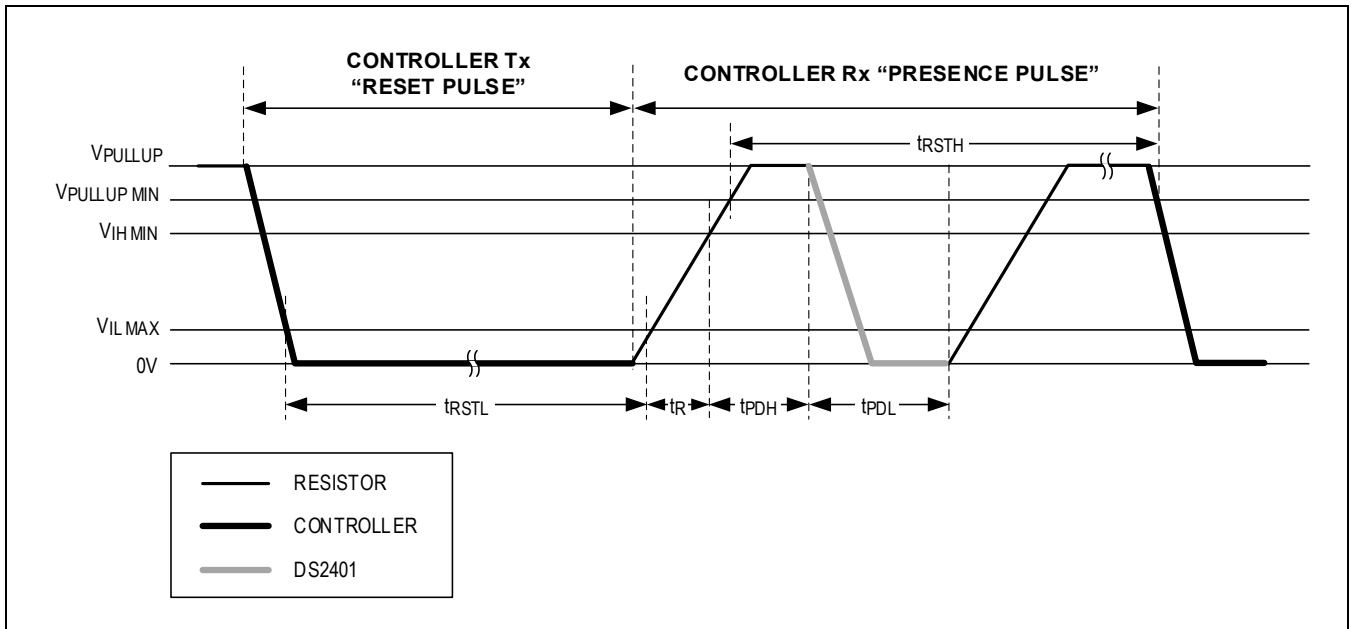 CONTROLLER Tx
“RESET PULSE”
CONTROLLER Rx “PRESENCE PULSE”
tRSTH
VPULLUP
VPULLUP MIN
VIH MIN
VIL MAX
0V
tRSTL
tR
tPDH
tPDL
RESISTOR
CONTROLLER
DS2401